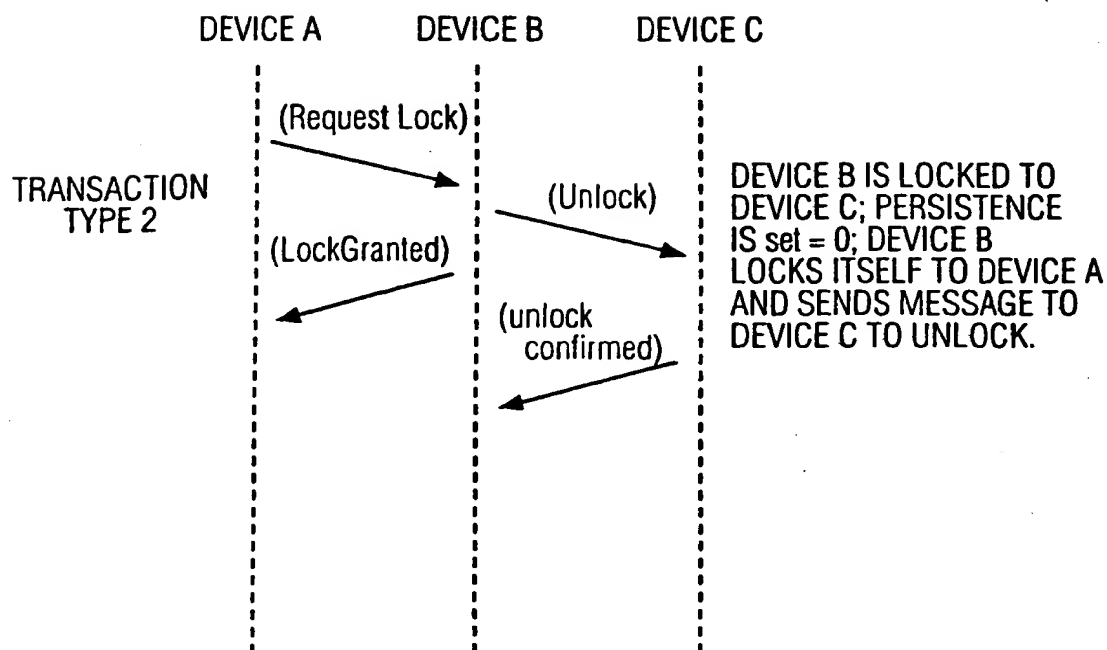 DEVICE A DEVICE B DEVICE C
(Request Lock)
TRANSACTION
TYPE 2
(Unlock)
(LockGranted)
(unlock
confirmed)
DEVICE B IS LOCKED TO
DEVICE C; PERSISTENCE
IS set = 0; DEVICE B
LOCKS ITSELF TO DEVICE A
AND SENDS MESSAGE TO
DEVICE C TO UNLOCK.